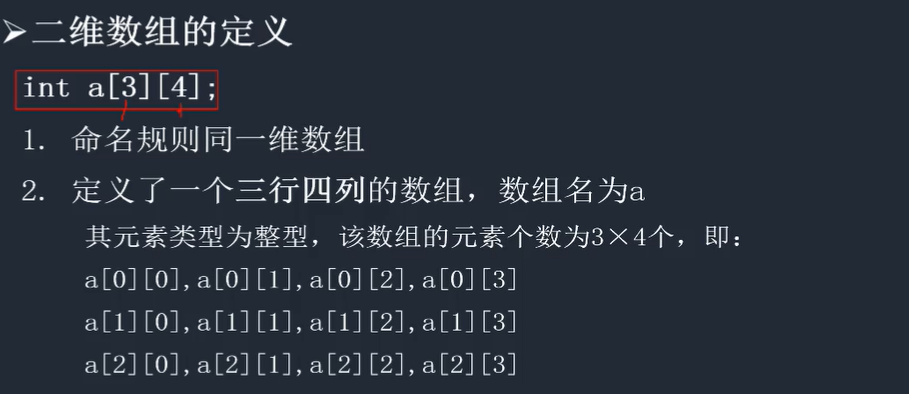 ➢二维数组的定义
int a[3][4];
1. 命名规则同一维数组
2. 定义了一个三行四列的数组，数组名为a
其元素类型为整型，该数组的元素个数为3×4个，即：
a[0][0],a[0][1],a[0][2],a[0][3]
a[1][0],a[1][1],a[1][2],a[1][3]
a[2][0],a[2][1],a[2][2],a[2][3]